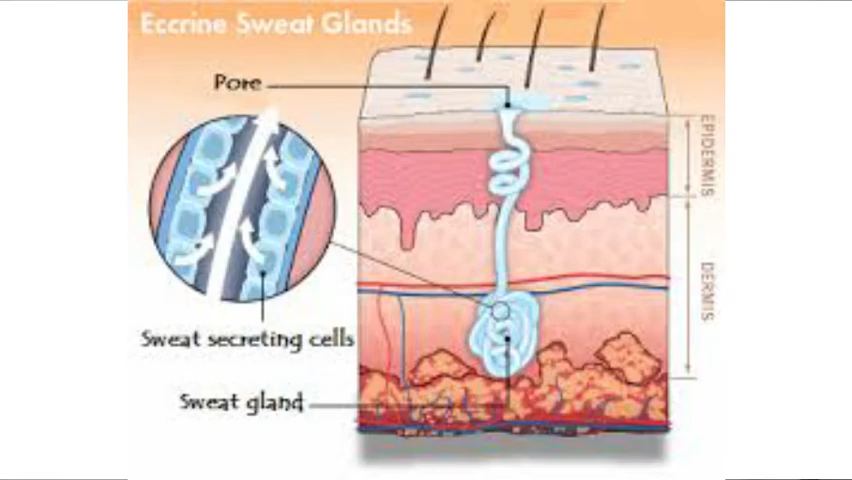 Eccrine Sweat Glands
Pore
EPIDERMIS
DERMIS
Sweat secreting cells
Sweat gland